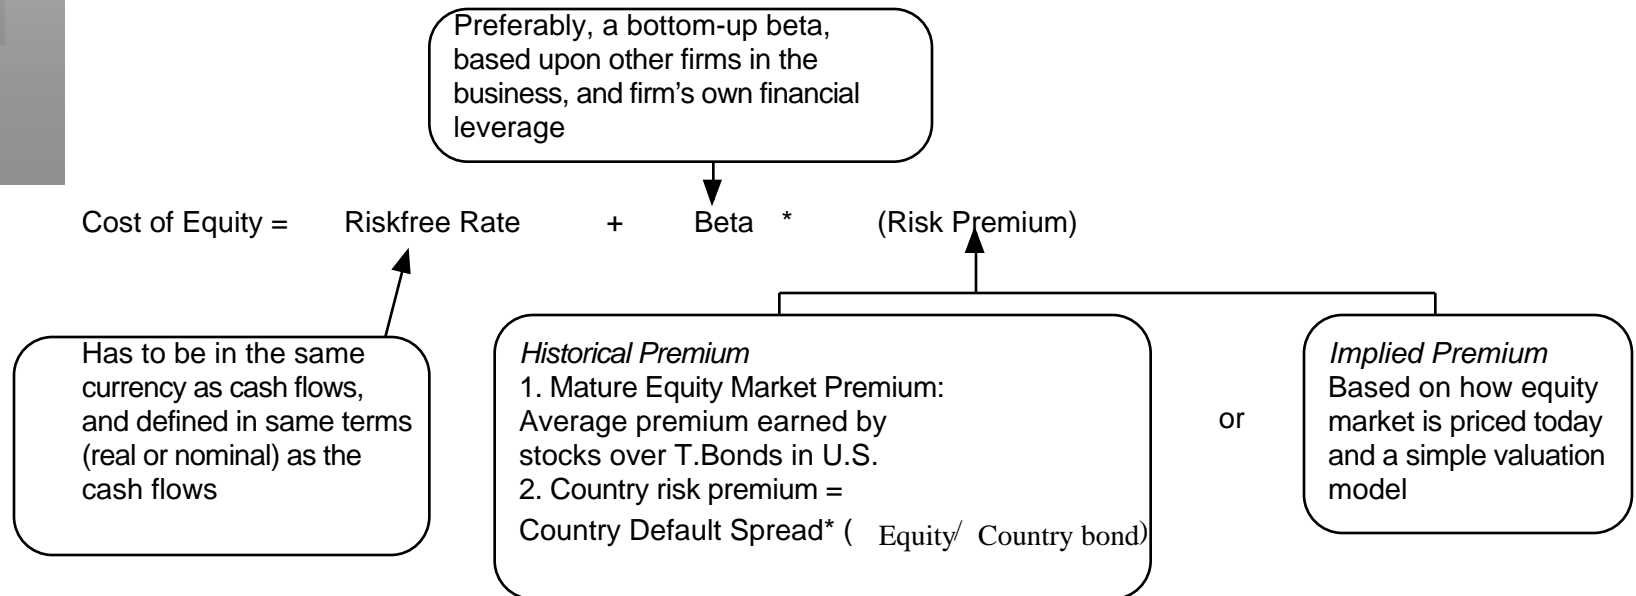 Preferably, a bottom-up beta,
based upon other firms in the
business, and firm's own financial
leverage
Cost of Equity = Riskfree Rate + Beta * (Risk Premium)
Has to be in the same
currency as cash flows,
and defined in same terms
(real or nominal) as the
cash flows
Historical Premium
1. Mature Equity Market Premium:
Average premium earned by
stocks over T.Bonds in U.S.
2. Country risk premium =
Country Default Spread* ( Equity/ Country bond)
or
Implied Premium
Based on how equity
market is priced today
and a simple valuation
model